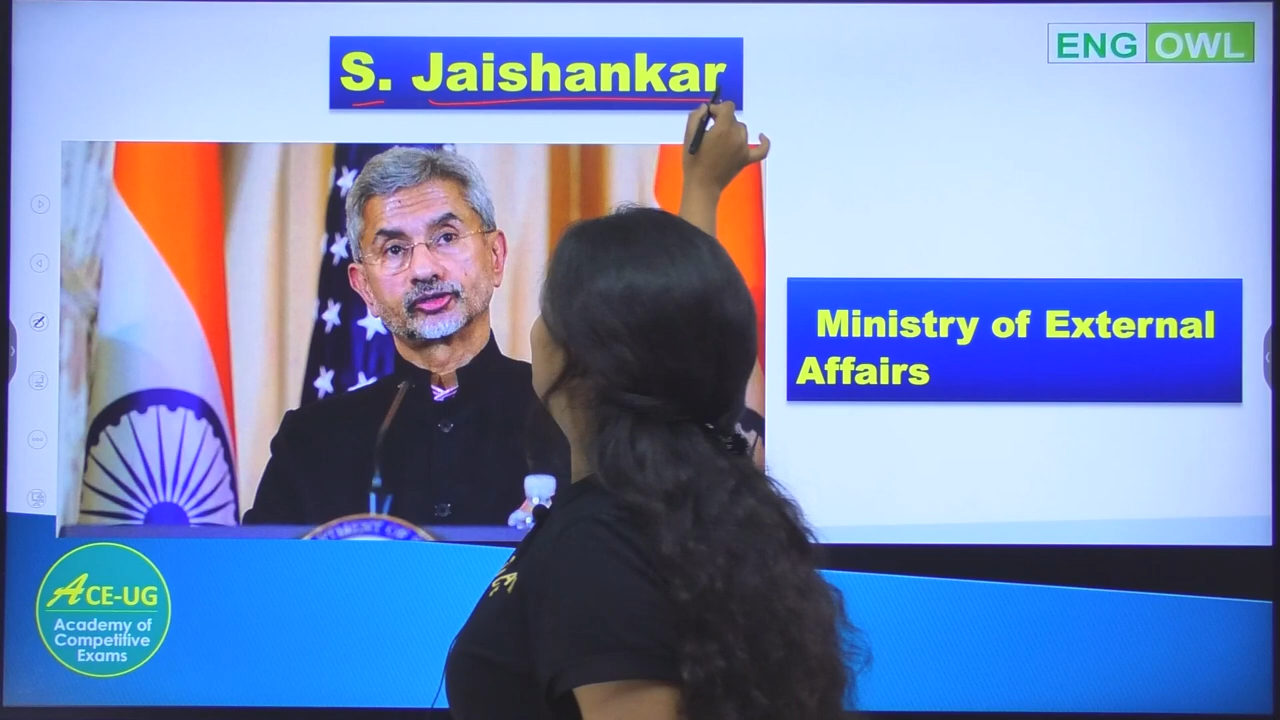 S. Jaishankar
ENG OWL
Ministry of External
Affairs
ACE-UG
Academy of
Competitive
Exams